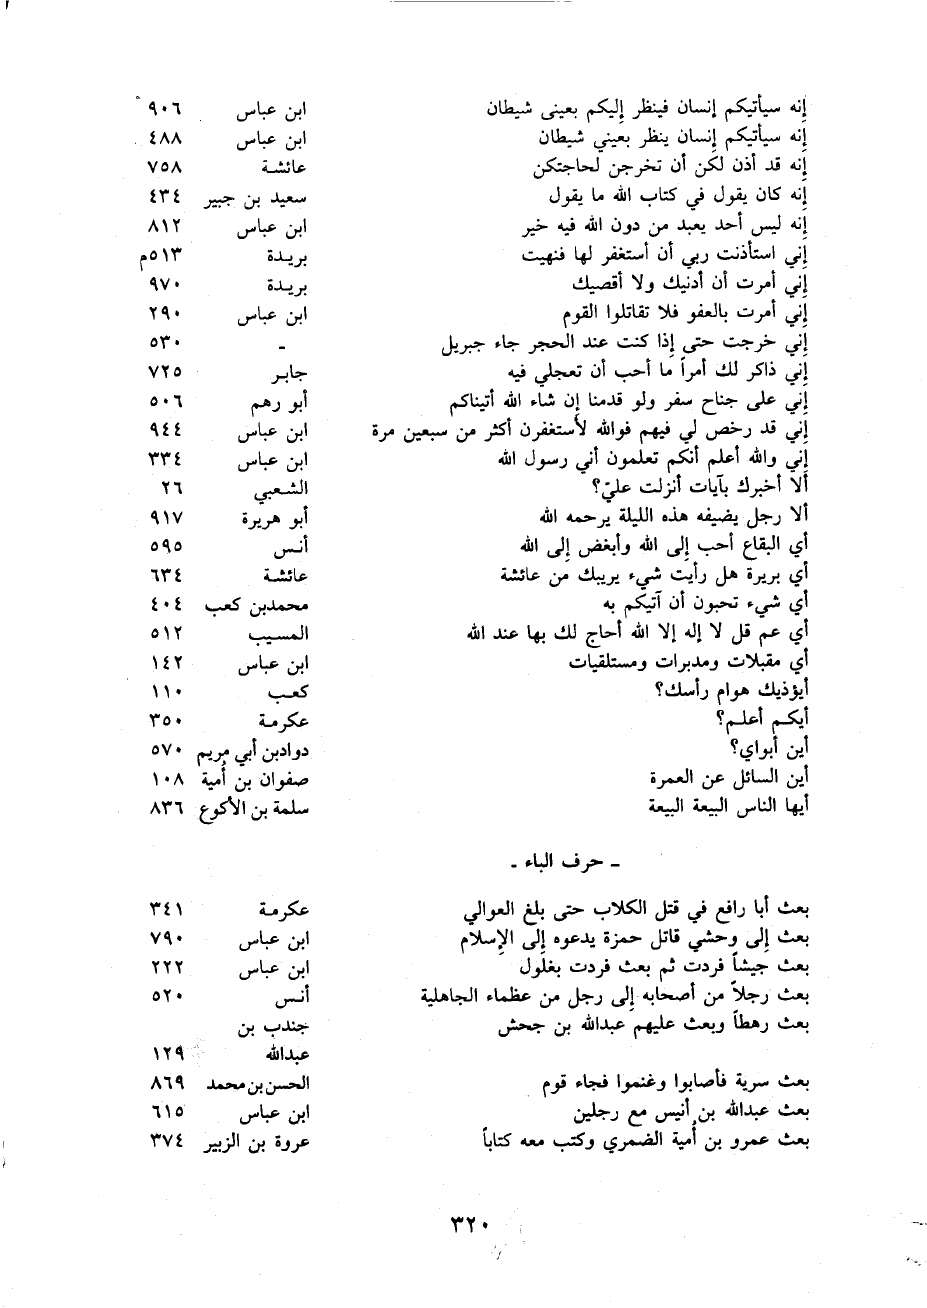 إنه سيأتيكم إنسان فينظر إليكم بعينى شيطان ابن عباس ٩٠٦
إنه سيأتيكم إنسان ينظر بعيني شيطان ابن عباس ٤٨٨
إنه قد أذن لكن أن تخرجن لحاجتكن عائشة ٧٥٨
إنه كان يقول في كتاب الله ما يقول سعيد بن جبير ٤٣٤
إنه ليس أحد يعبد من دون الله فيه خير ابن عباس ٨١٢
إني استأذنت ربي أن أستغفر لها فنهيت بريدة ٥١٣م
إني أمرت أن أدنيك ولا أقصيك بريدة ٩٧٠
إني أمرت بالعفو فلا تقاتلوا القوم ابن عباس ٢٩٠
إني خرجت حتى إذا كنت عند الحجر جاء جبريل - ٥٣٠
إني ذاكر لك أمراً ما أحب أن تعجلي فيه جابر ٧٢٥
إني على جناح سفر ولو قدمنا إن شاء الله أتيناكم أبو رهم ٥٠٦
إني قد رخص لي فيهم فوالله لأستغفرن أكثر من سبعين مرة ابن عباس ٩٤٤
إني والله أعلم أنكم تعلمون أني رسول الله ابن عباس ٣٣٤
ألا أخبرك بآيات أنزلت عليّ؟ الشعبي ٢٦
ألا رجل يضيفه هذه الليلة يرحمه الله أبو هريرة ٩١٧
أي البقاع أحب إلى الله وأبغض إلى الله أنس ٥٩٥
أي بريرة هل رأيت شيء يريبك من عائشة عائشة ٦٣٤
أي شيء تحبون أن آتيكم به محمدبن كعب ٤٠٤
أي عم قل لا إله إلا الله أحاج لك بها عند الله المسيب ٥١٢
أي مقبلات ومدبرات ومستلقيات ابن عباس ١٤٢
أيؤذيك هوام رأسك؟ كعب ١١٠
أيكم أعلم؟ عكرمة ٣٥٠
أين أبواي؟ دوادبن أبي مريم ٥٧٠
أين السائل عن العمرة صفوان بن أمية ١٠٨
أيها الناس البيعة البيعة سلمة بن الأكوع ٨٣٦
- حرف الباء -
بعث أبا رافع في قتل الكلاب حتى بلغ العوالي عكرمة ٣٤١
بعث إلى وحشي قاتل حمزة يدعوه إلى الإسلام ابن عباس ٧٩٠
بعث جيشاً فردت ثم بعث فردت بغلول ابن عباس ٢٢٢
بعث رجلاً من أصحابه إلى رجل من عظماء الجاهلية أنس ٥٢٠
بعث رهطاً وبعث عليهم عبدالله بن جحش جندب بن
عبدالله ١٢٩
بعث سرية فأصابوا وغنموا فجاء قوم الحسن بن محمد ٨٦٩
بعث عبدالله بن أنيس مع رجلين ابن عباس ٦١٥
بعث عمرو بن أمية الضمري وكتب معه كتاباً عروة بن الزبير ٣٧٤
٣٢٠